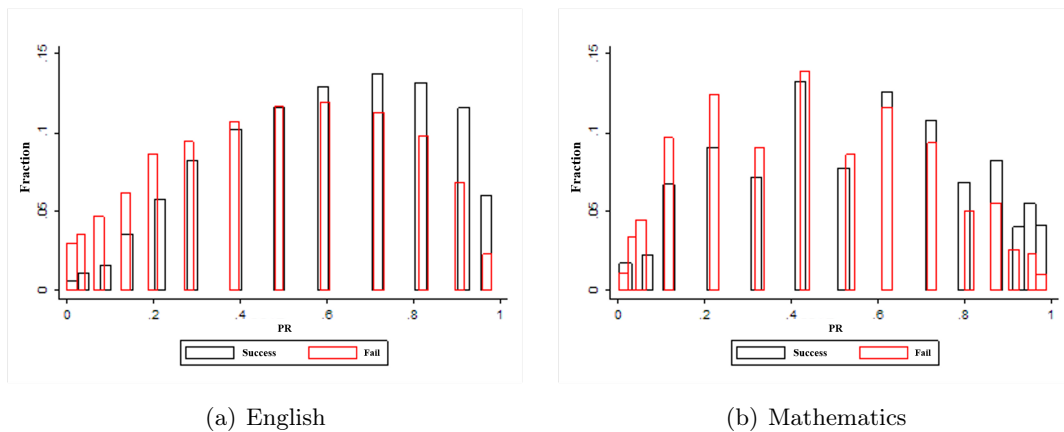 Fraction
0 .05 .1 .15
0 .2 .4 .6 .8 1
PR
Success Fail
(a) English
Fraction
0 .05 .1 .15
0 .2 .4 .6 .8 1
PR
Success Fail
(b) Mathematics